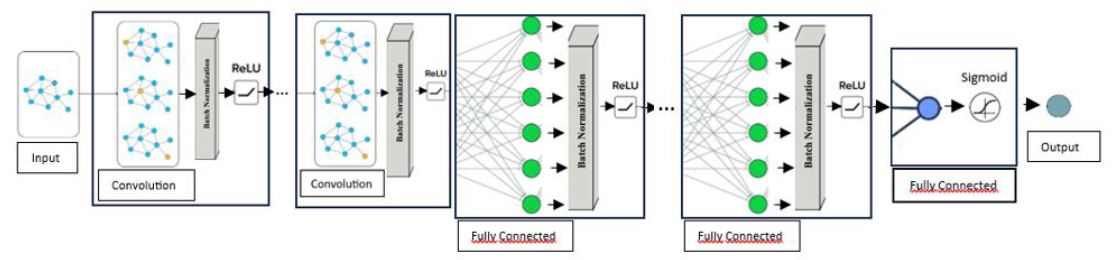 Input
Convolution
Batch Normalization
ReLU
...
Convolution
Batch Normalization
ReLU
Fully Connected
Batch Normalization
ReLU
...
Fully Connected
Batch Normalization
ReLU
Sigmoid
Fully Connected
Output